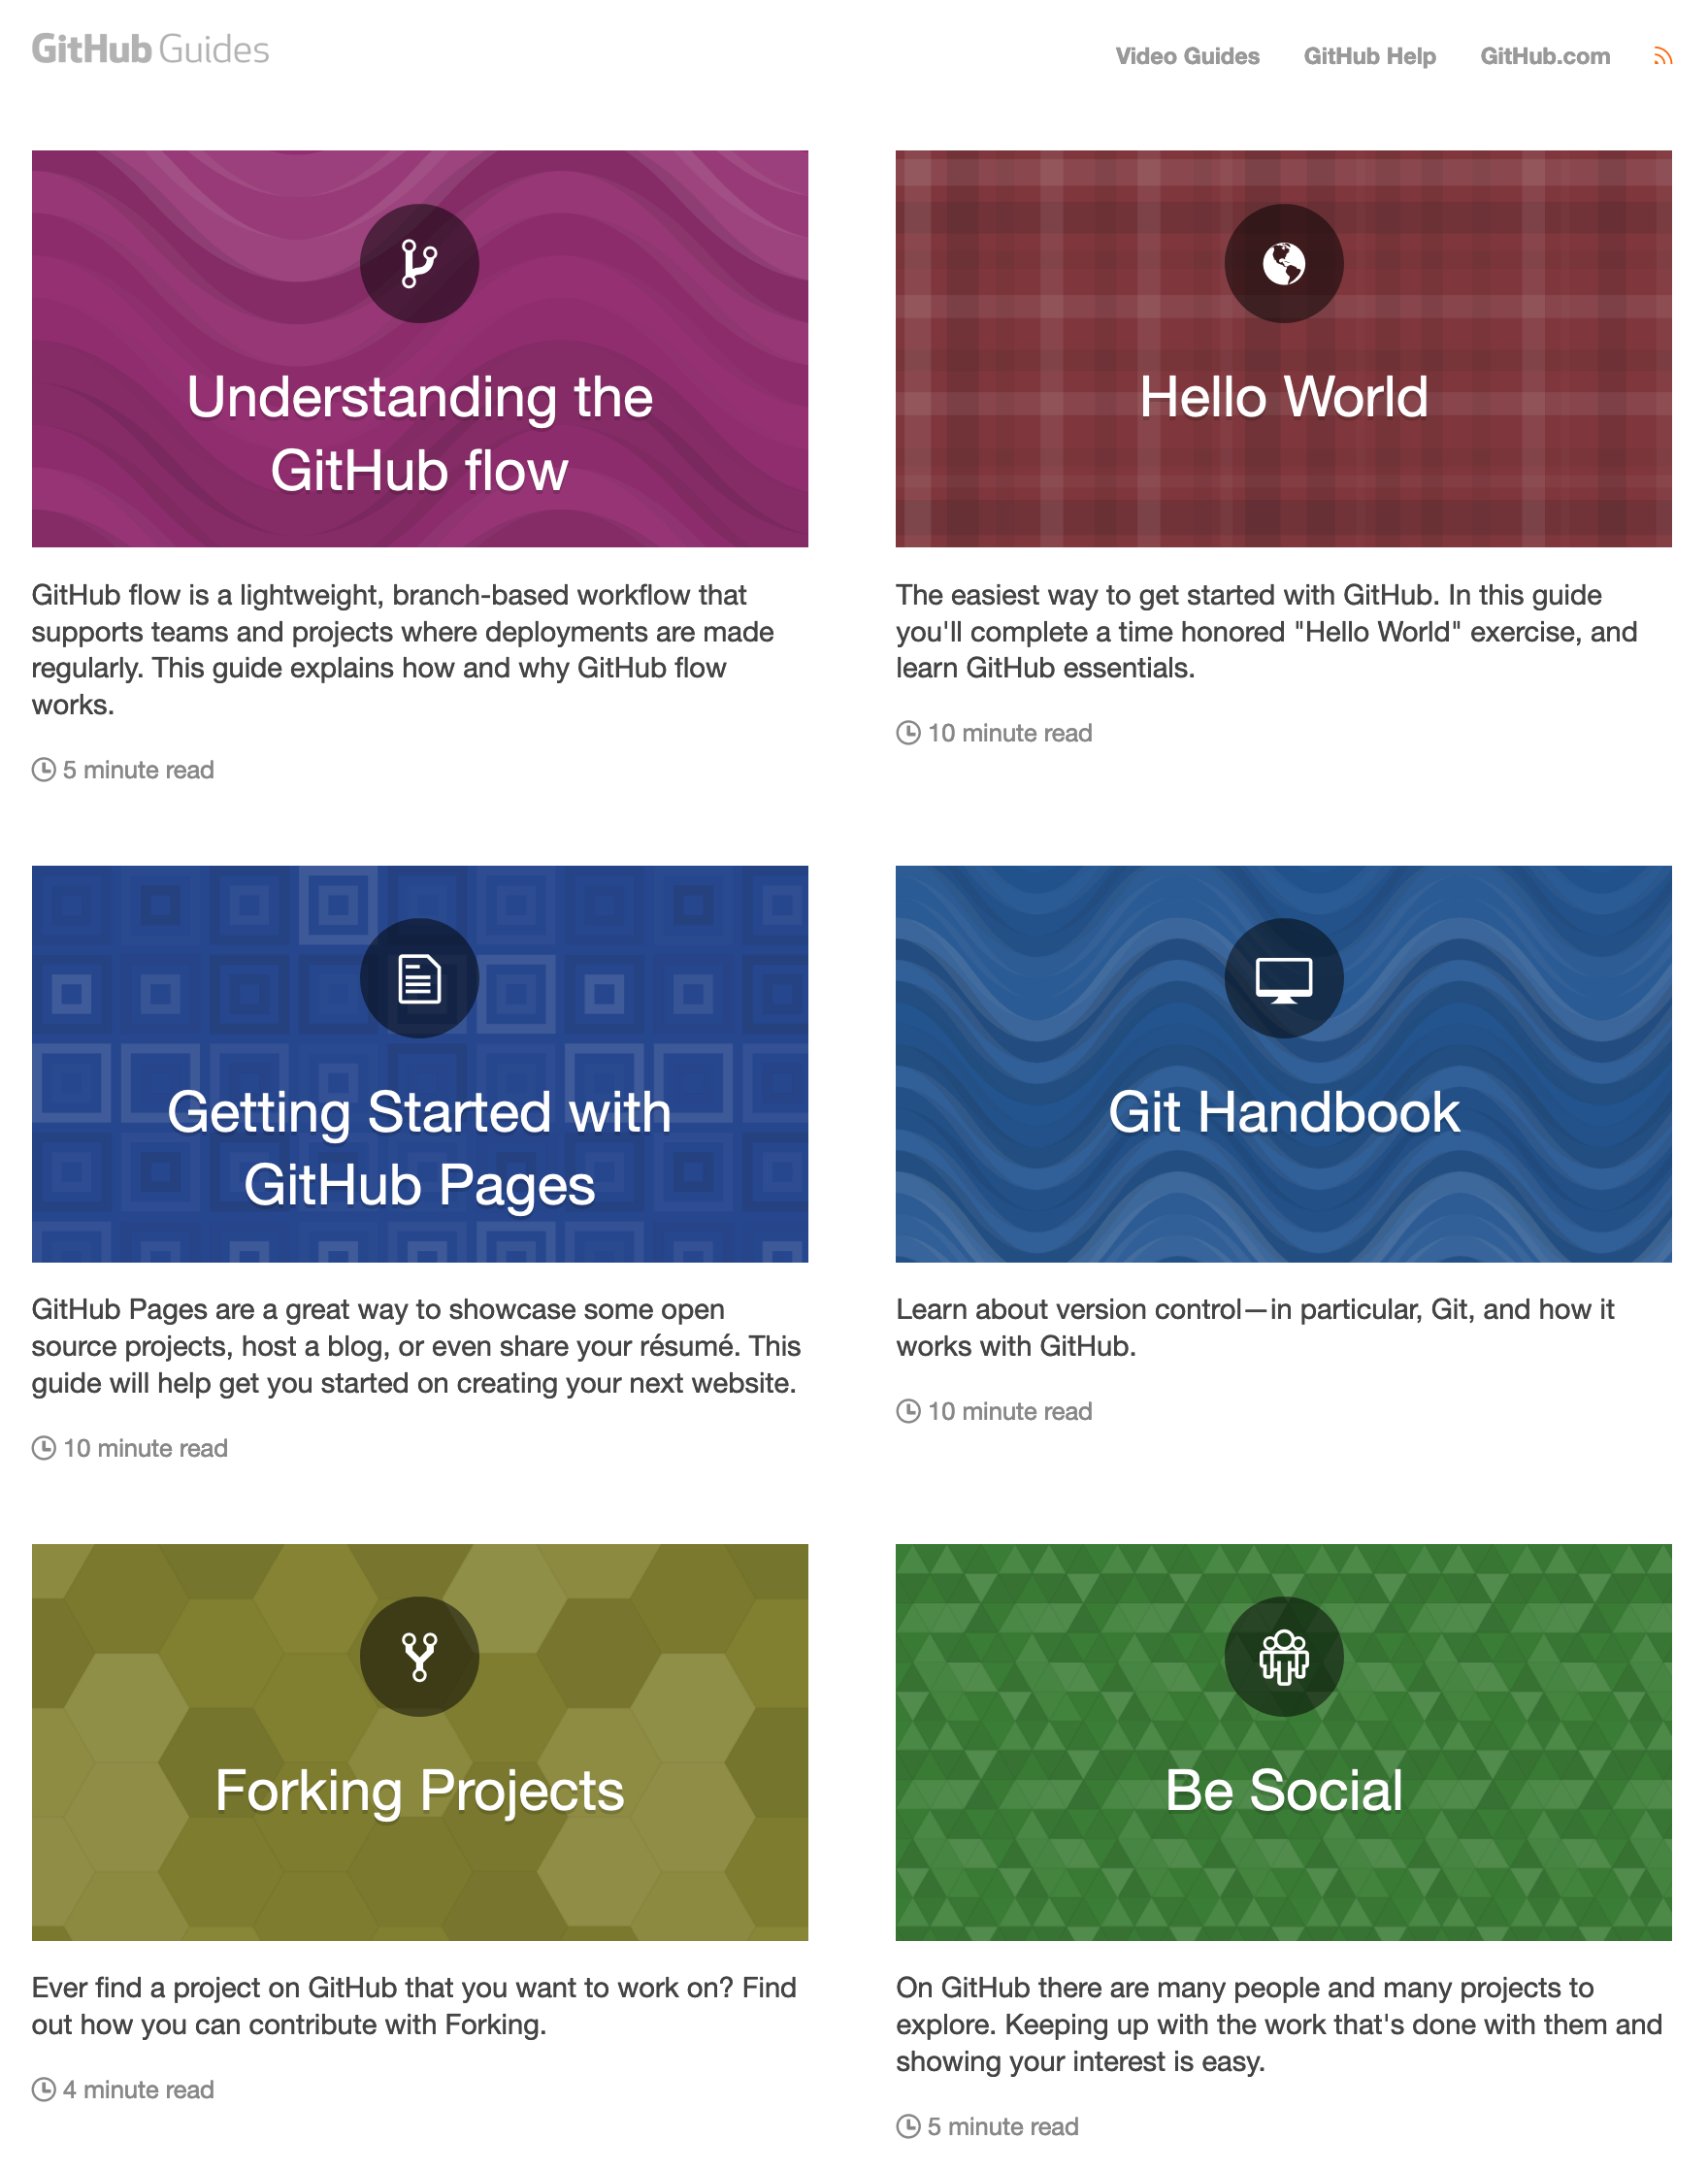 GitHub Guides
Video Guides
GitHub Help
GitHub.com
Understanding the
GitHub flow
GitHub flow is a lightweight, branch-based workflow that
supports teams and projects where deployments are made
regularly. This guide explains how and why GitHub flow
works.
5 minute read
Hello World
The easiest way to get started with GitHub. In this guide
you'll complete a time honored "Hello World" exercise, and
learn GitHub essentials.
10 minute read
Getting Started with
GitHub Pages
GitHub Pages are a great way to showcase some open
source projects, host a blog, or even share your résumé. This
guide will help get you started on creating your next website.
10 minute read
Git Handbook
Learn about version control—in particular, Git, and how it
works with GitHub.
10 minute read
Forking Projects
Ever find a project on GitHub that you want to work on? Find
out how you can contribute with Forking.
4 minute read
Be Social
On GitHub there are many people and many projects to
explore. Keeping up with the work that's done with them and
showing your interest is easy.
5 minute read